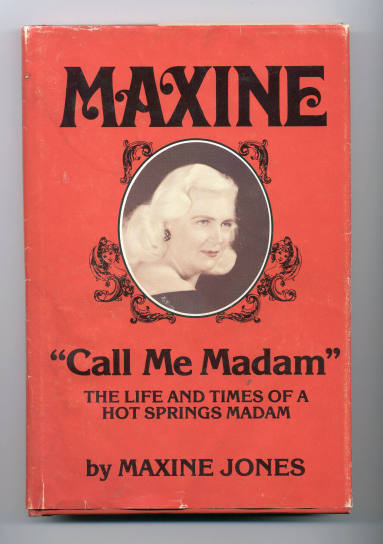 MAXINE
"Call Me Madam"
THE LIFE AND TIMES OF A
HOT SPRINGS MADAM
by MAXINE JONES